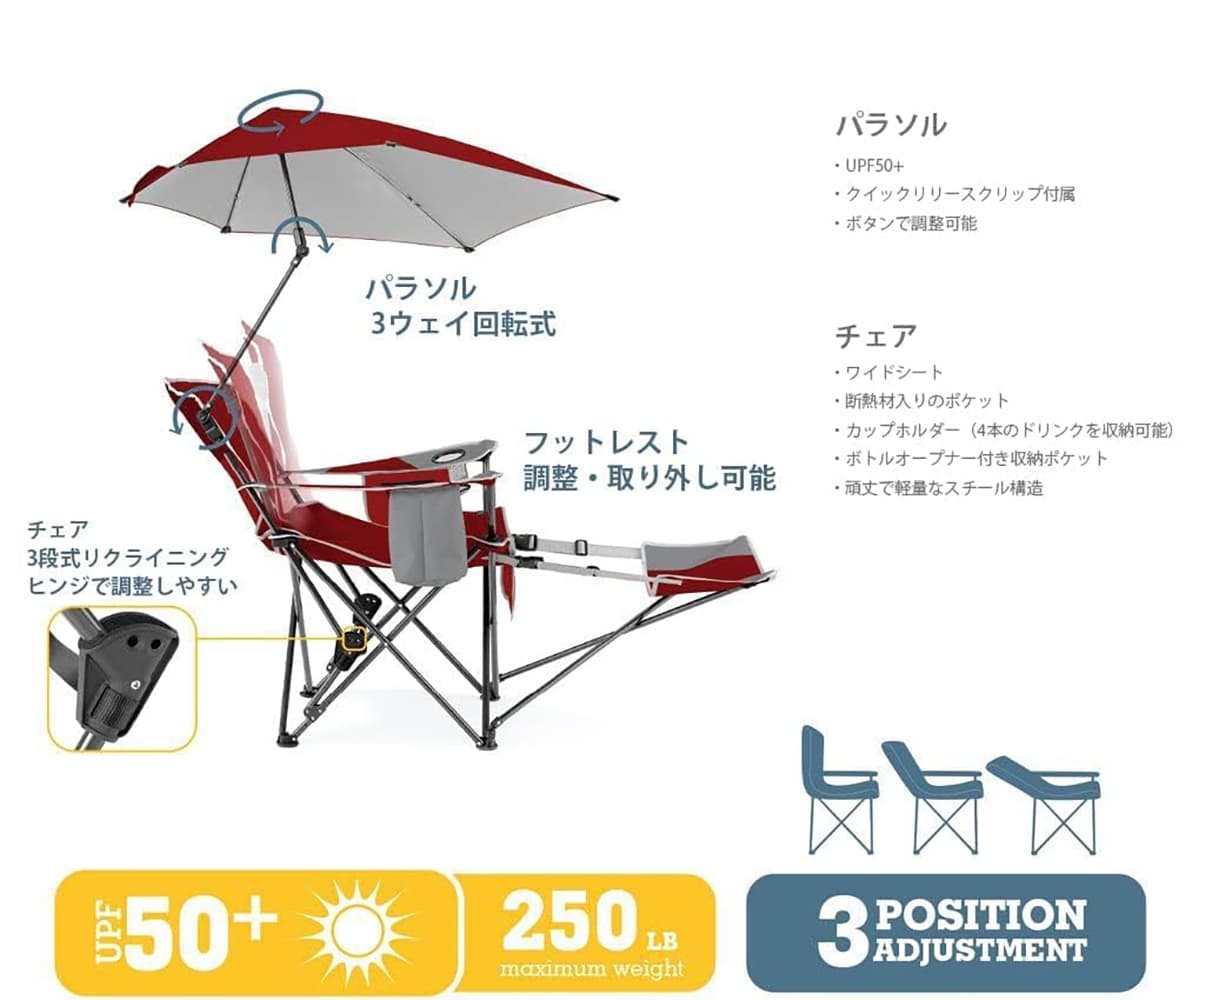 パラソル
・UPF50+
・クイックリリースクリップ付属
・ボタンで調整可能
パラソル
3ウェイ回転式
チェア
・ワイドシート
・断熱材入りのポケット
・カップホルダー（4本のドリンクを収納可能）
・ボトルオープナー付き収納ポケット
・頑丈で軽量なスチール構造
フットレスト
調整・取り外し可能
チェア
3段式リクライニング
ヒンジで調整しやすい
UPF 50+
250 LB
maximum weight
3 POSITION
ADJUSTMENT